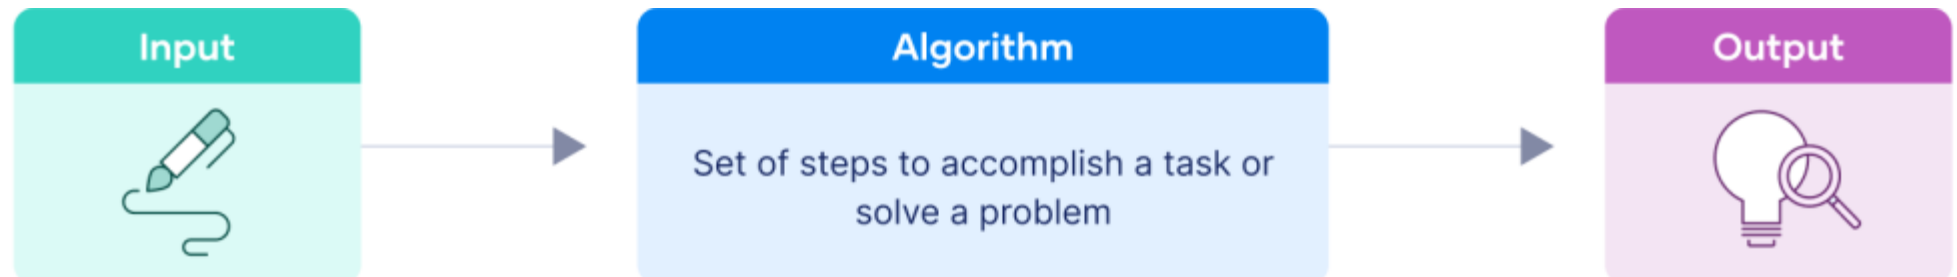 Input
Algorithm
Output
Set of steps to accomplish a task or
solve a problem